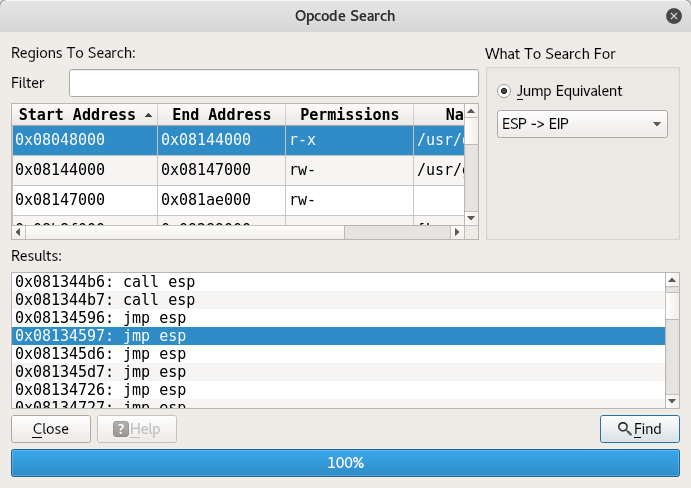 Opcode Search
Regions To Search:
What To Search For
Filter
Jump Equivalent
Start Address End Address Permissions Na
ESP -> EIP
0x08048000 0x08144000 r-x /usr/
0x08144000 0x08147000 rw- /usr/
0x08147000 0x081ae000 rw-
Results:
0x081344b6: call esp
0x081344b7: call esp
0x08134596: jmp esp
0x08134597: jmp esp
0x081345d6: jmp esp
0x081345d7: jmp esp
0x08134726: jmp esp
0x08134727: jmp esp
Close ? Help Find
100%